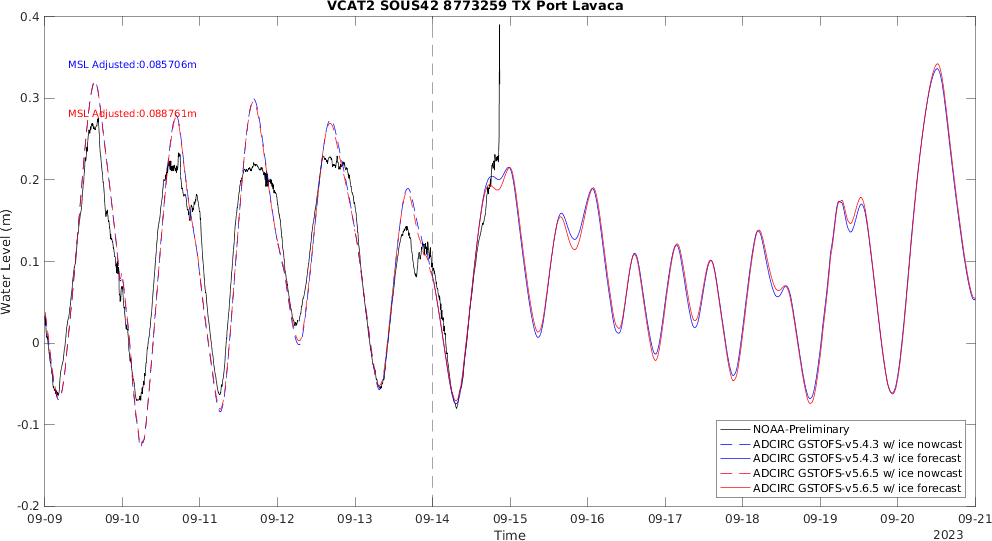 VCAT2 SOUS42 8773259 TX Port Lavaca
MSL Adjusted:0.085706m
MSL Adjusted:0.088761m
Water Level (m)
0.4
0.3
0.2
0.1
0
-0.1
-0.2
NOAA-Preliminary
ADCIRC GSTOFS-v5.4.3 w/ ice nowcast
ADCIRC GSTOFS-v5.4.3 w/ ice forecast
ADCIRC GSTOFS-v5.6.5 w/ ice nowcast
ADCIRC GSTOFS-v5.6.5 w/ ice forecast
09-09 09-10 09-11 09-12 09-13 09-14 09-15 09-16 09-17 09-18 09-19 09-20 09-21
Time
2023